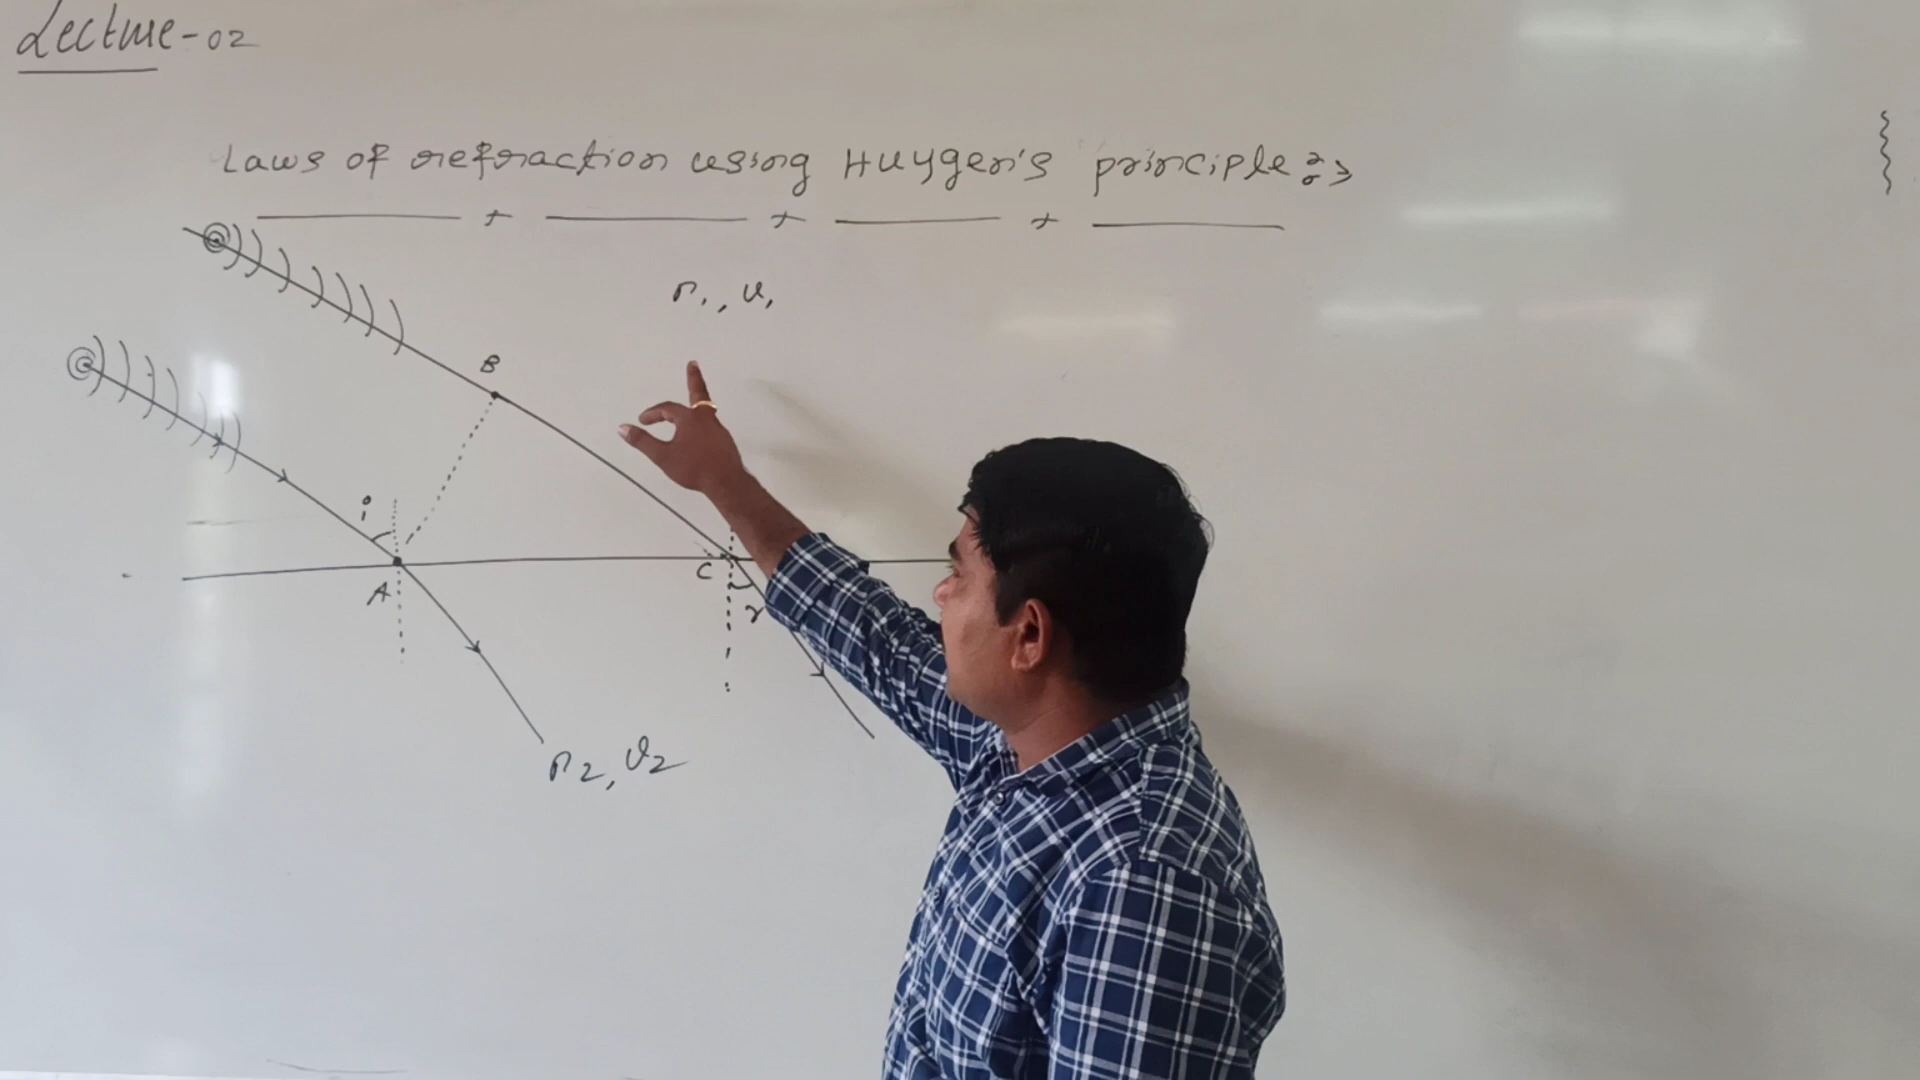 Lecture-02
Laws of refraction using Huygen's principle:>
n1, v1
B
i
A
C
r
n2, v2